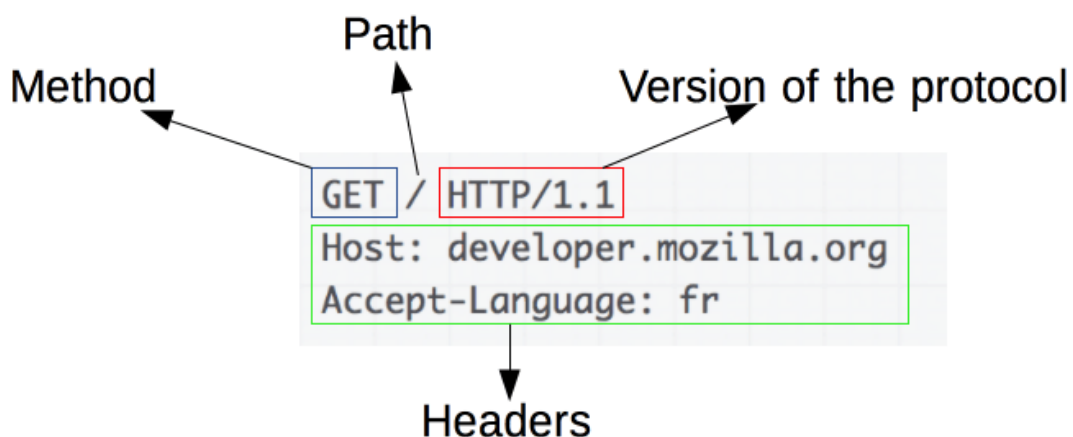 Path
Method
Version of the protocol
GET / HTTP/1.1
Host: developer.mozilla.org
Accept-Language: fr
Headers